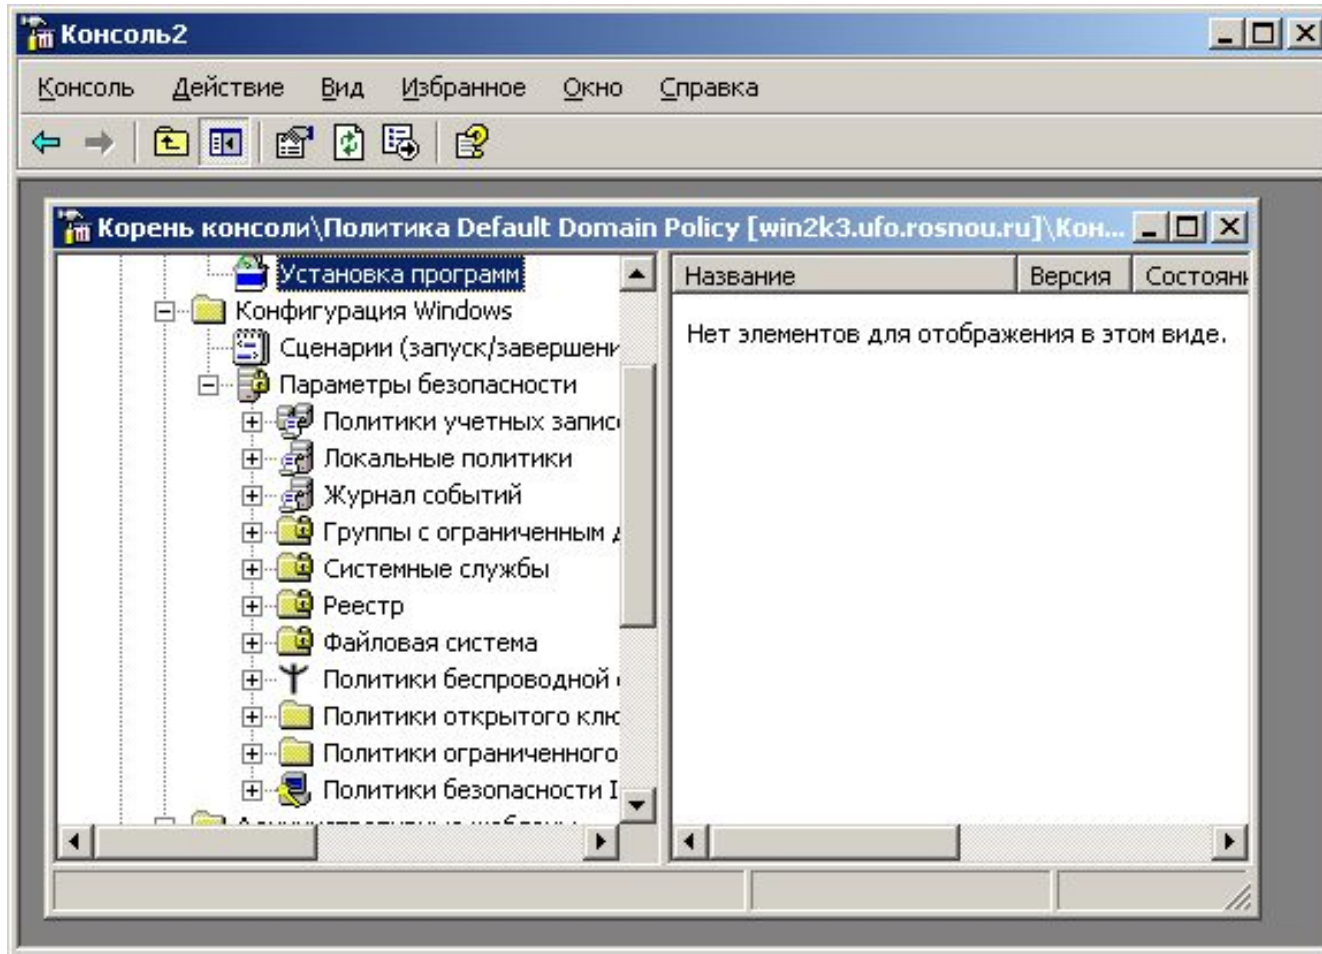 Консоль2
Консоль Действие Вид Избранное Окно Справка
Корень консоли\Политика Default Domain Policy [win2k3.ufo.rosnou.ru]\Кон...
Установка программ
Конфигурация Windows
Сценарии (запуск/завершени
Параметры безопасности
Политики учетных запис
Локальные политики
Журнал событий
Группы с ограниченным д
Системные службы
Реестр
Файловая система
Политики беспроводной
Политики открытого клю
Политики ограниченного
Политики безопасности I
Название Версия Состояни
Нет элементов для отображения в этом виде.